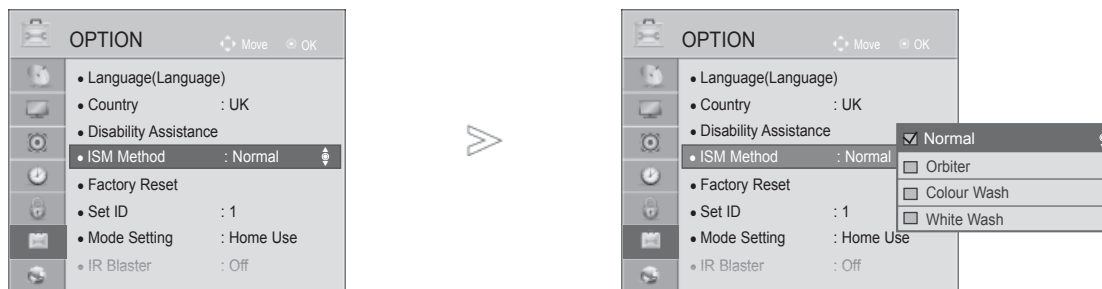 OPTION Move OK
Language(Language)
Country : UK
Disability Assistance
ISM Method : Normal
Factory Reset
Set ID : 1
Mode Setting : Home Use
IR Blaster : Off
OPTION Move OK
Language(Language)
Country : UK
Disability Assistance
ISM Method : Normal
Factory Reset
Set ID : 1
Mode Setting : Home Use
IR Blaster : Off
Normal
Orbiter
Colour Wash
White Wash